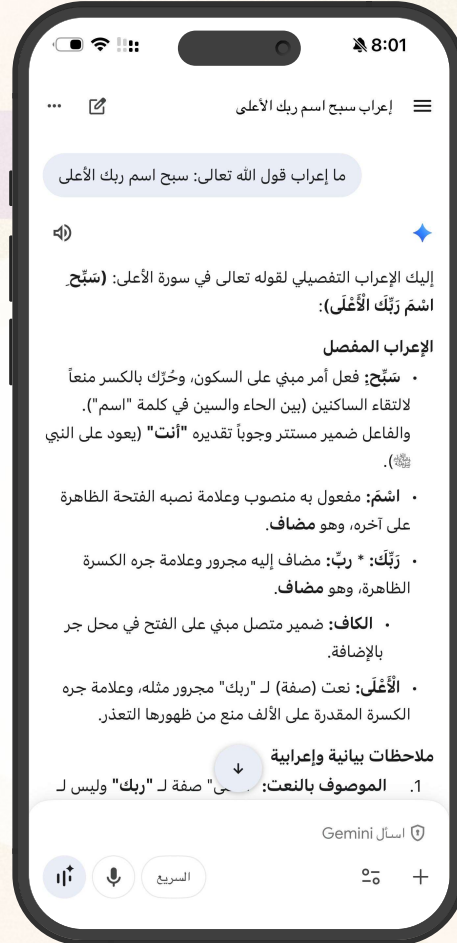 8:01
إعراب سبح اسم ربك الأعلى
ما إعراب قول الله تعالى: سبح اسم ربك الأعلى
إليك الإعراب التفصيلي لقوله تعالى في سورة الأعلى: (سَبِّحِ
اسْمَ رَبِّكَ الْأَعْلَى):
الإعراب المفصل
• سَبِّحِ: فعل أمر مبني على السكون، وحُرِّك بالكسر منعاً
لالتقاء الساكنين (بين الحاء والسين في كلمة "اسم").
والفاعل ضمير مستتر وجوباً تقديره "أنت" (يعود على النبي
ﷺ).
• اسْمَ: مفعول به منصوب وعلامة نصبه الفتحة الظاهرة
على آخره، وهو مضاف.
• رَبِّكَ: * ربِّ: مضاف إليه مجرور وعلامة جره الكسرة
الظاهرة، وهو مضاف.
• الكاف: ضمير متصل مبني على الفتح في محل جر
بالإضافة.
• الْأَعْلَى: نعت (صفة) لـ "ربك" مجرور مثله، وعلامة جره
الكسرة المقدرة على الألف منع من ظهورها التعذر.
ملاحظات بيانية وإعرابية
1. الموصوف بالنعت: صفة لـ "ربك" وليس لـ
اسأل Gemini
السريع